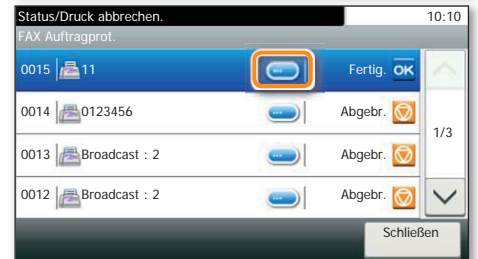 Status/Druck abbrechen. 10:10
FAX Auftragprot.
0015 11 ... Fertig. OK
0014 0123456 ... Abgebr.
1/3
0013 Broadcast : 2 ... Abgebr.
0012 Broadcast : 2 ... Abgebr.
Schließen